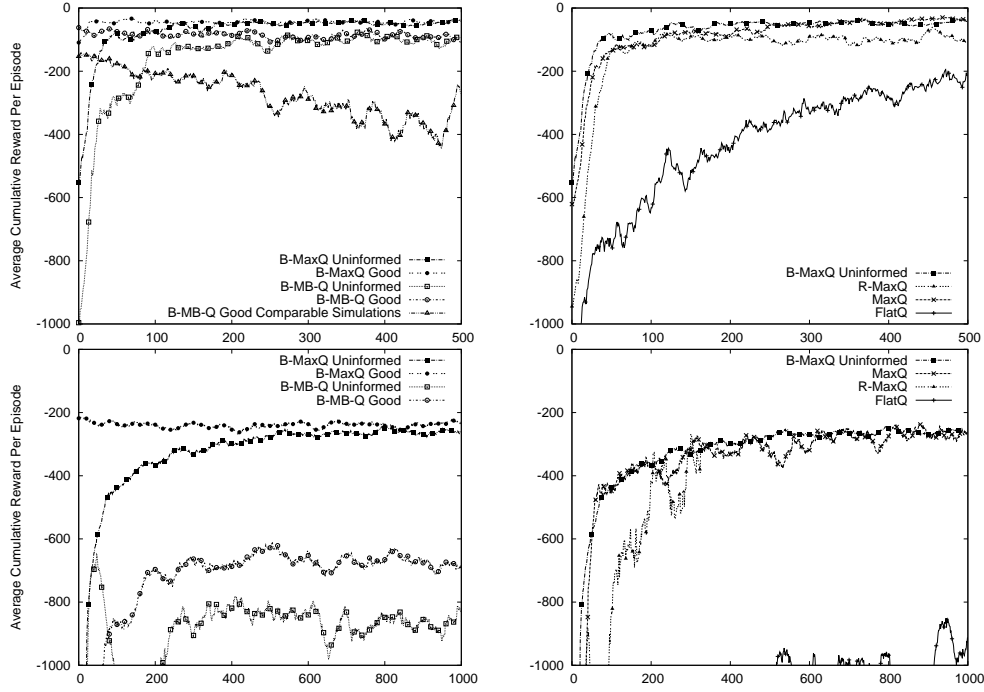 0
-200
-400
-600
-800
-1000
Average Cumulative Reward Per Episode
B-MaxQ Uninformed
B-MaxQ Good
B-MB-Q Uninformed
B-MB-Q Good
B-MB-Q Good Comparable Simulations
0 100 200 300 400 500
0
-200
-400
-600
-800
-1000
B-MaxQ Uninformed
R-MaxQ
MaxQ
FlatQ
0 100 200 300 400 500
0
-200
-400
-600
-800
-1000
Average Cumulative Reward Per Episode
B-MaxQ Uninformed
B-MaxQ Good
B-MB-Q Uninformed
B-MB-Q Good
0 200 400 600 800 1000
0
-200
-400
-600
-800
-1000
B-MaxQ Uninformed
MaxQ
R-MaxQ
FlatQ
0 200 400 600 800 1000